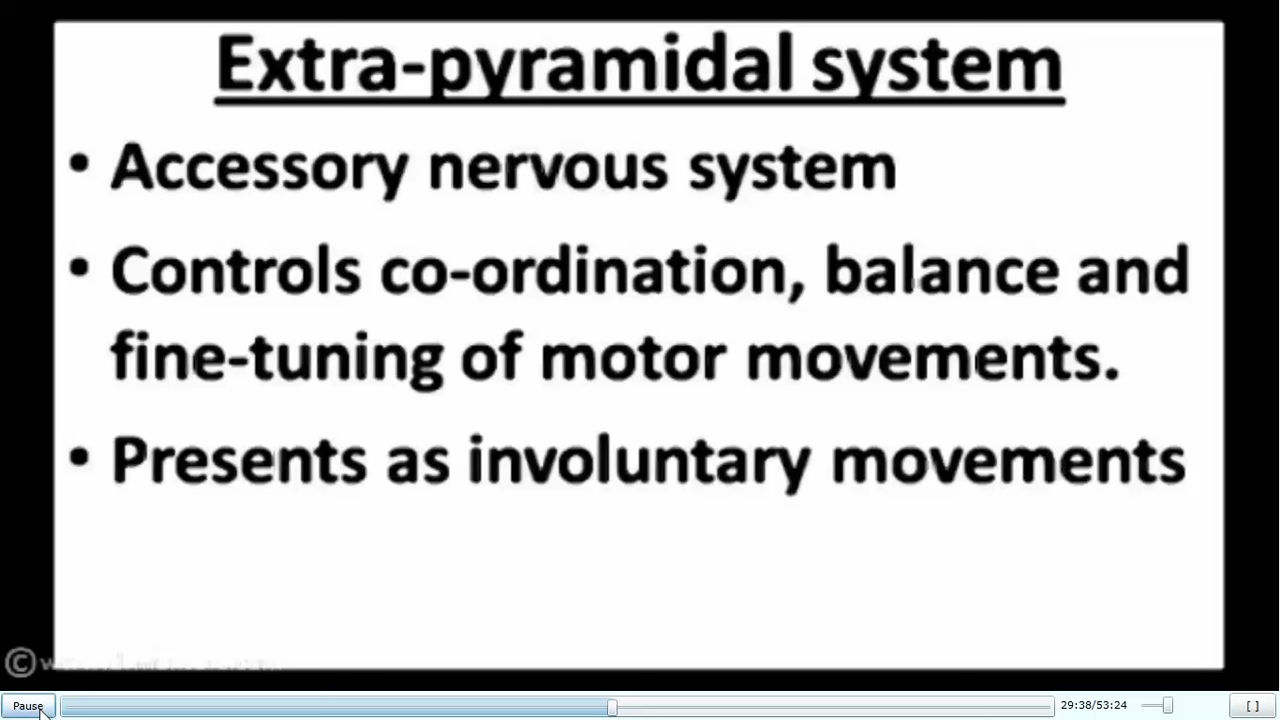 Extra-pyramidal system
• Accessory nervous system
• Controls co-ordination, balance and
fine-tuning of motor movements.
• Presents as involuntary movements
©
Pause
29:38/53:24
[ ]